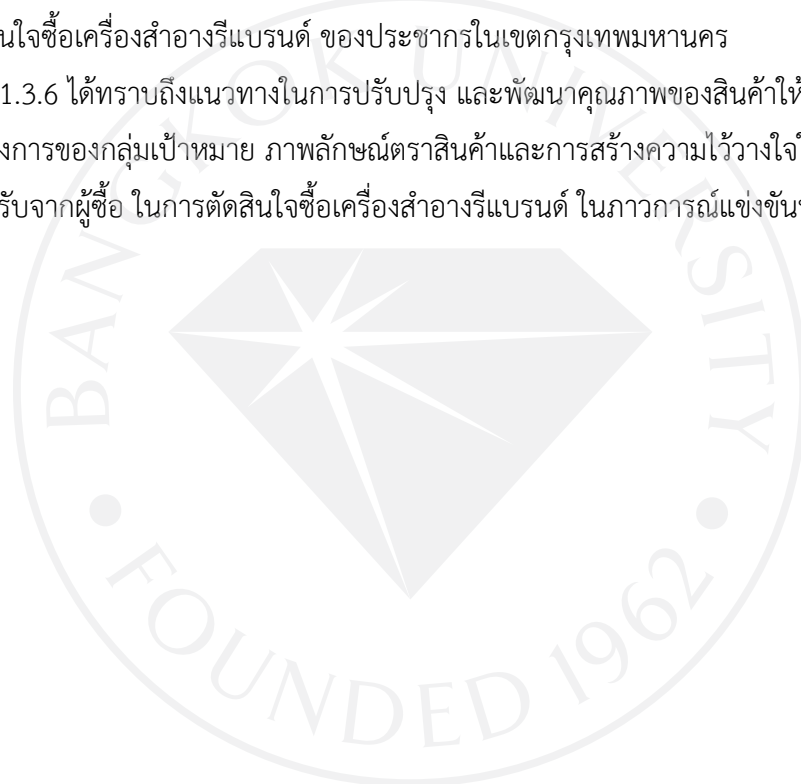 นใจซื้อเครื่องสำอางรีแบรนด์ ของประชากรในเขตกรุงเทพมหานคร
1.3.6 ได้ทราบถึงแนวทางในการปรับปรุง และพัฒนาคุณภาพของสินค้าให้
งการของกลุ่มเป้าหมาย ภาพลักษณ์ตราสินค้าและการสร้างความไว้วางใจ
รับจากผู้ซื้อ ในการตัดสินใจซื้อเครื่องสำอางรีแบรนด์ ในภาวการณ์แข่งขัน
BANGKOK UNIVERSITY
FOUNDED 1962